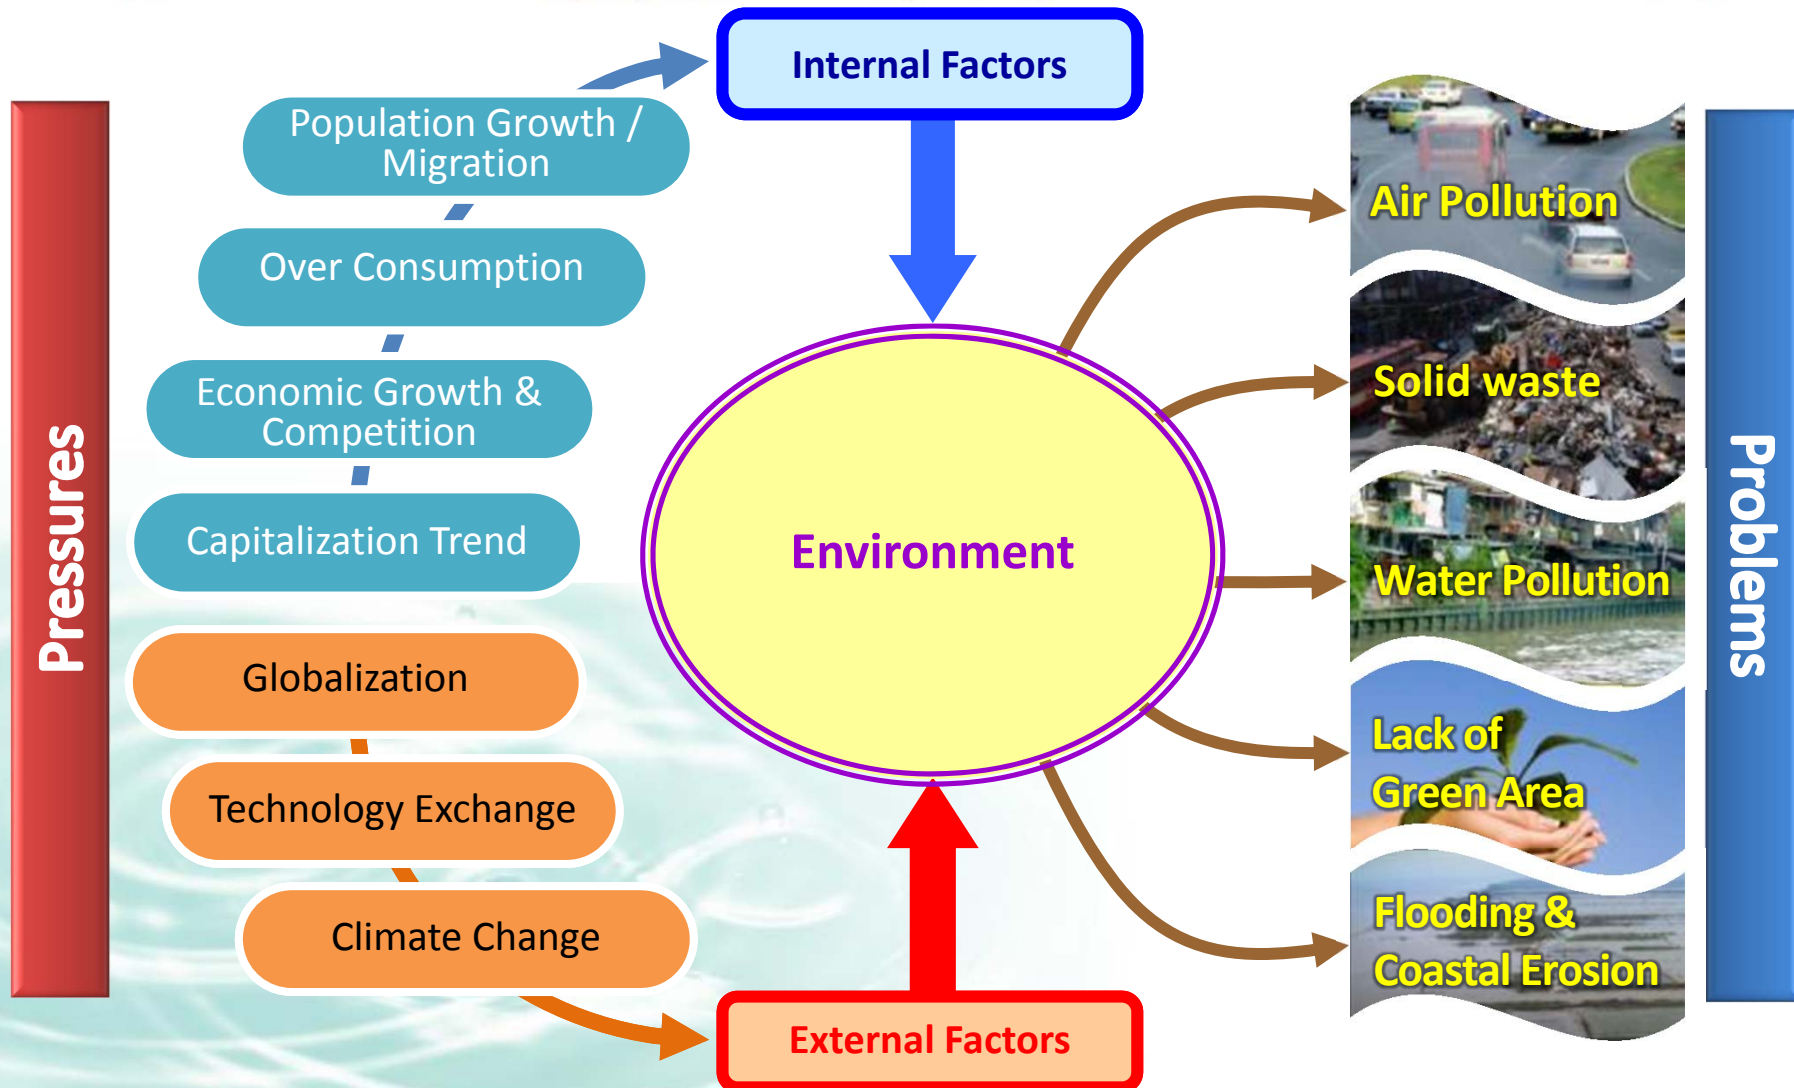 Internal Factors
Pressures
Population Growth /
Migration
Over Consumption
Economic Growth &
Competition
Capitalization Trend
Globalization
Technology Exchange
Climate Change
External Factors
Environment
Air Pollution
Solid waste
Water Pollution
Lack of
Green Area
Flooding &
Coastal Erosion
Problems